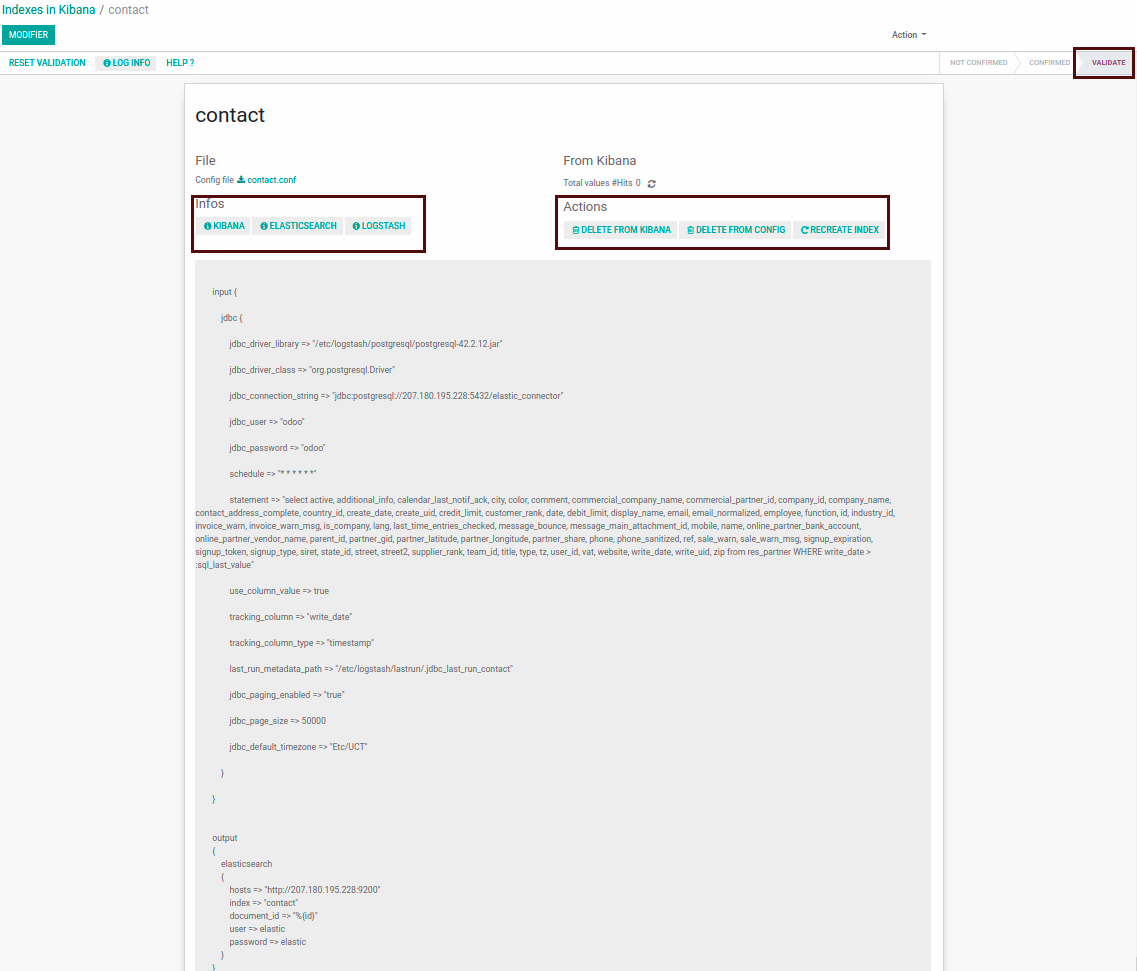 Indexes in Kibana / contact
MODIFIER
Action
RESET VALIDATION LOG INFO HELP ?
NOT CONFIRMED CONFIRMED VALIDATE
contact
File
From Kibana
Config file contact.conf
Total values #Hits 0
Infos
Actions
KIBANA ELASTICSEARCH LOGSTASH
DELETE FROM KIBANA DELETE FROM CONFIG RECREATE INDEX
input {
jdbc {
jdbc_driver_library => "/etc/logstash/postgresql/postgresql-42.2.12.jar"
jdbc_driver_class => "org.postgresql.Driver"
jdbc_connection_string => "jdbc:postgresql://207.180.195.228:5432/elastic_connector"
jdbc_user => "odoo"
jdbc_password => "odoo"
schedule => "* * * * * *"
statement => "select active, additional_info, calendar_last_notif_ack, city, color, comment, commercial_company_name, commercial_partner_id, company_id, company_name,
contact_address_complete, country_id, create_date, create_uid, credit_limit, customer_rank, date, debit_limit, display_name, email, email_normalized, employee, function, id, industry_id,
invoice_warn, invoice_warn_msg, is_company, lang, last_time_entries_checked, message_bounce, message_main_attachment_id, mobile, name, online_partner_bank_account,
online_partner_vendor_name, parent_id, partner_gid, partner_latitude, partner_longitude, partner_share, phone, phone_sanitized, ref, sale_warn, sale_warn_msg, signup_expiration,
signup_token, signup_type, siret, state_id, street, street2, supplier_rank, team_id, title, type, tz, user_id, vat, website, write_date, write_uid, zip from res_partner WHERE write_date >
:sql_last_value"
use_column_value => true
tracking_column => "write_date"
tracking_column_type => "timestamp"
last_run_metadata_path => "/etc/logstash/lastrun/.jdbc_last_run_contact"
jdbc_paging_enabled => "true"
jdbc_page_size => 50000
jdbc_default_timezone => "Etc/UCT"
}
}
output
{
elasticsearch
{
hosts => "http://207.180.195.228:9200"
index => "contact"
document_id => "%{id}"
user => elastic
password => elastic
}
}